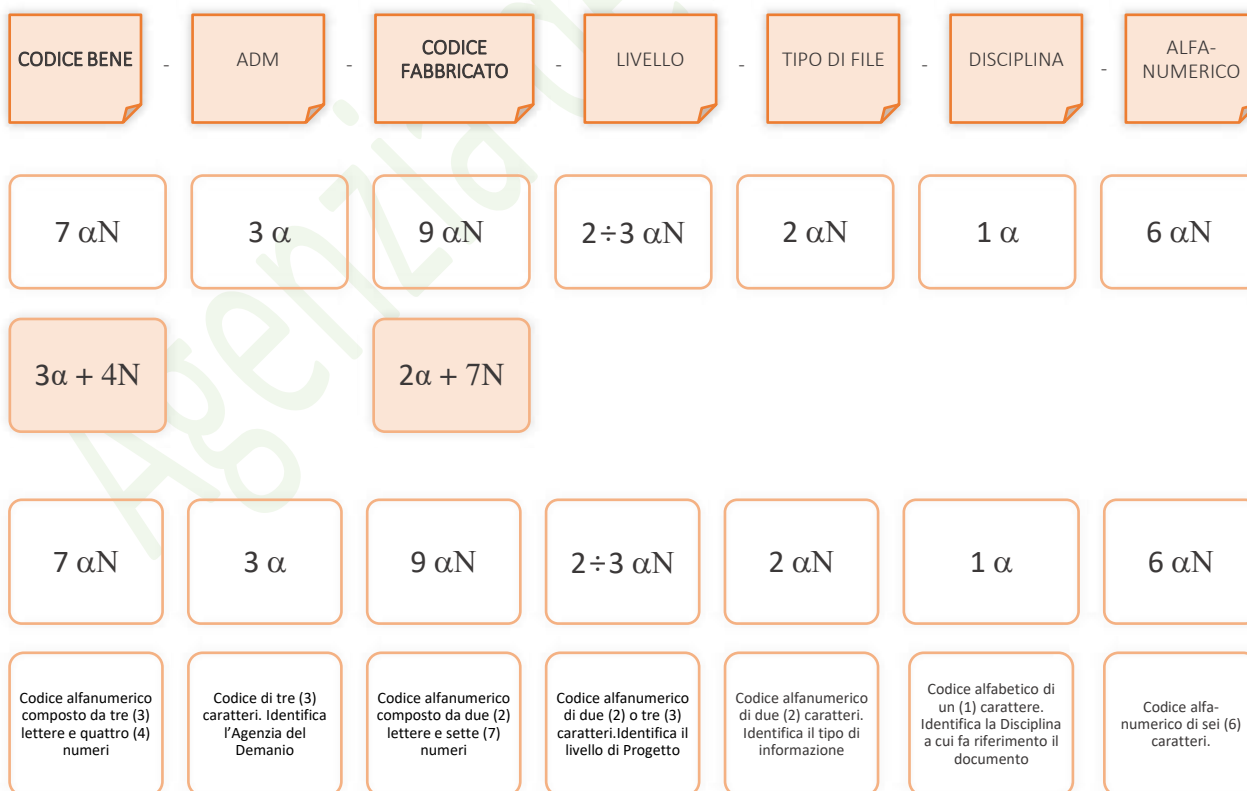 CODICE BENE - ADM - CODICE FABBRICATO - LIVELLO - TIPO DI FILE - DISCIPLINA - ALFA-NUMERICO
7 αN
3 α
9 αN
2÷3 αN
2 αN
1 α
6 αN
3α + 4N
2α + 7N
7 αN
3 α
9 αN
2÷3 αN
2 αN
1 α
6 αN
Codice alfanumerico
composto da tre (3)
lettere e quattro (4)
numeri
Codice di tre (3)
caratteri. Identifica
l'Agenzia del
Demanio
Codice alfanumerico
composto da due (2)
lettere e sette (7)
numeri
Codice alfanumerico
di due (2) o tre (3)
caratteri.Identifica il
livello di Progetto
Codice alfanumerico
di due (2) caratteri.
Identifica il tipo di
informazione
Codice alfabetico di
un (1) carattere.
Identifica la Disciplina
a cui fa riferimento il
documento
Codice alfa-
numerico di sei (6)
caratteri.
Agenzia